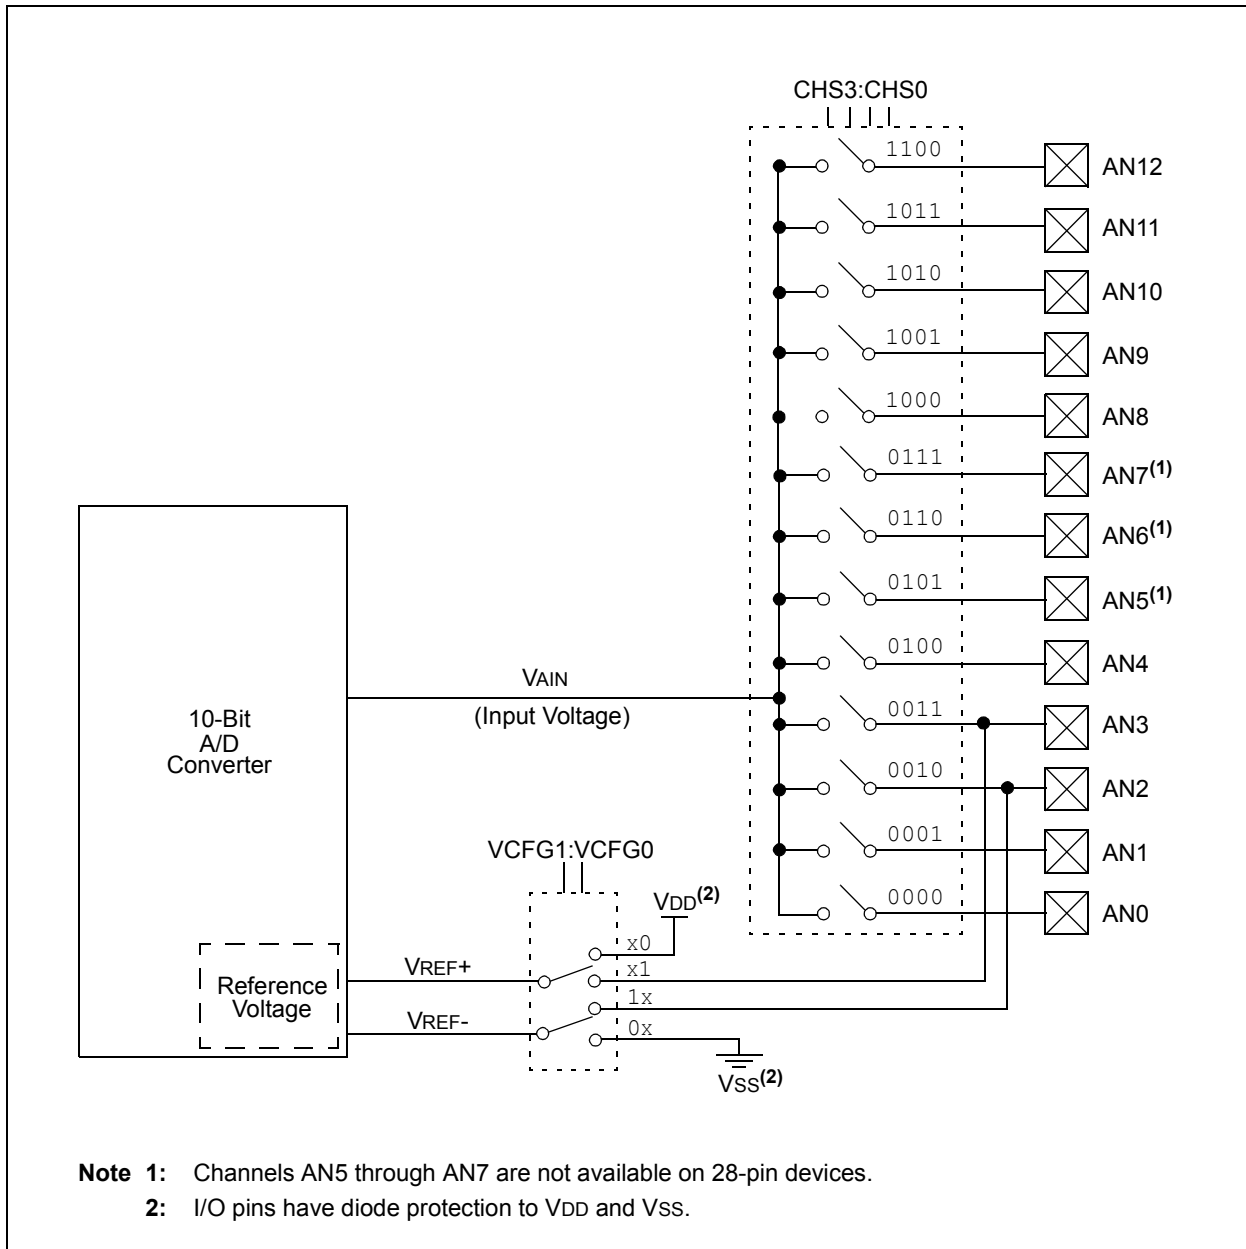 CHS3:CHS0
1100 AN12
1011 AN11
1010 AN10
1001 AN9
1000 AN8
0111 AN7(1)
0110 AN6(1)
0101 AN5(1)
0100 AN4
VAIN
(Input Voltage)
10-Bit
A/D
Converter
0011 AN3
0010 AN2
0001 AN1
0000 AN0
VCFG1:VCFG0
VDD(2)
x0
VREF+
x1
Reference
Voltage
1x
VREF-
0x
VSS(2)
Note 1: Channels AN5 through AN7 are not available on 28-pin devices.
2: I/O pins have diode protection to VDD and VSS.